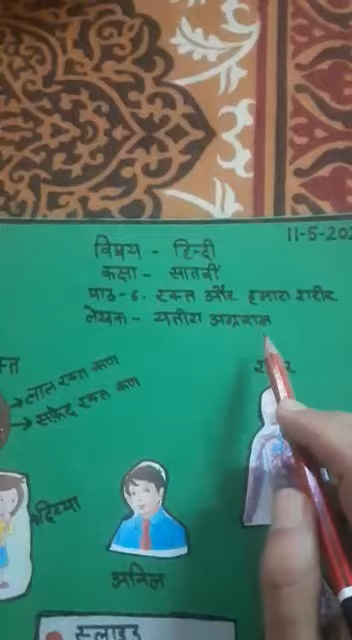 11-5-202
विषय - हिन्दी
कक्षा - सातवीं
पाठ-6. रक्त और हमारा शरीर
लेखक - यतीश अग्रवाल
क्त
→लाल रक्त कण
→सफ़ेद रक्त कण
दिव्या
अनिल
स्लाइड